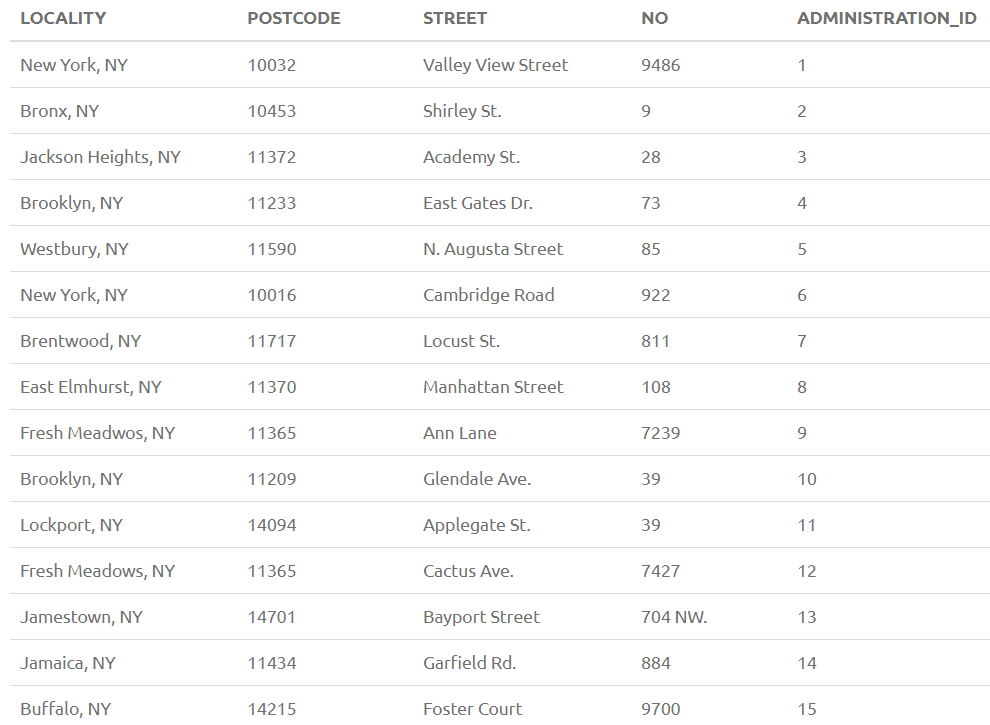 LOCALITY POSTCODE STREET NO ADMINISTRATION_ID
New York, NY 10032 Valley View Street 9486 1
Bronx, NY 10453 Shirley St. 9 2
Jackson Heights, NY 11372 Academy St. 28 3
Brooklyn, NY 11233 East Gates Dr. 73 4
Westbury, NY 11590 N. Augusta Street 85 5
New York, NY 10016 Cambridge Road 922 6
Brentwood, NY 11717 Locust St. 811 7
East Elmhurst, NY 11370 Manhattan Street 108 8
Fresh Meadwos, NY 11365 Ann Lane 7239 9
Brooklyn, NY 11209 Glendale Ave. 39 10
Lockport, NY 14094 Applegate St. 39 11
Fresh Meadows, NY 11365 Cactus Ave. 7427 12
Jamestown, NY 14701 Bayport Street 704 NW. 13
Jamaica, NY 11434 Garfield Rd. 884 14
Buffalo, NY 14215 Foster Court 9700 15